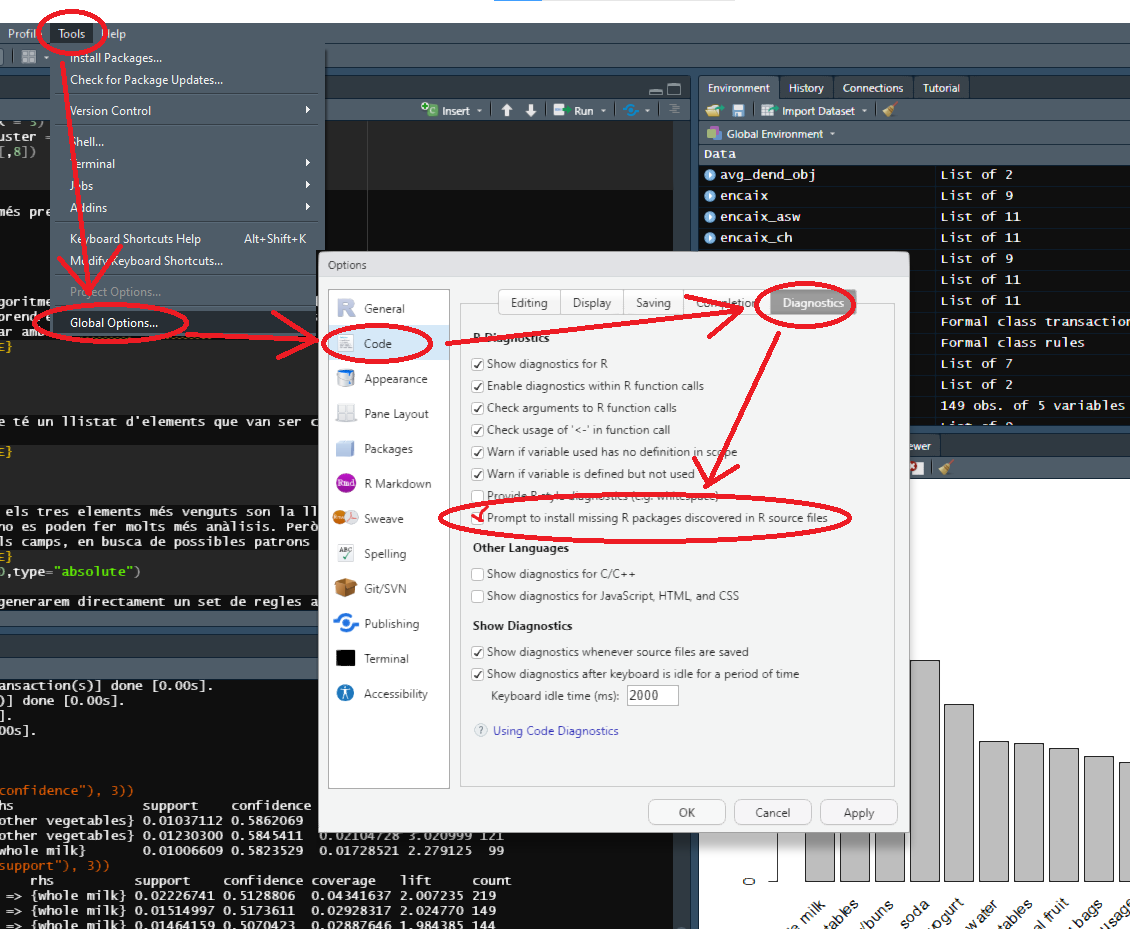 Tools
Help
Install Packages...
Check for Package Updates...
Version Control
Shell...
Terminal
Jobs
Addins
Keyboard Shortcuts Help Alt+Shift+K
Modify Keyboard Shortcuts...
Project Options...
Global Options...
Insert
Run
uster =
[,8])
més pre
ar amb
e té un llistat d'elements que van ser c
els tres elements més venguts son la ll
no es poden fer molts més anàlisis. Però
ls camps, en busca de possibles patrons
,type="absolute")
generarem directament un set de regles a
Environment History Connections Tutorial
Import Dataset
Global Environment
Data
avg_dend_obj List of 2
encaix List of 9
encaix_asw List of 11
encaix_ch List of 11
List of 9
List of 11
List of 11
Formal class transaction
Formal class rules
List of 7
List of 2
149 obs. of 5 variables
Options
General
Code
Appearance
Pane Layout
Packages
R Markdown
Sweave
Spelling
Git/SVN
Publishing
Terminal
Accessibility
Editing Display Saving Completion Diagnostics
R Diagnostics
Show diagnostics for R
Enable diagnostics within R function calls
Check arguments to R function calls
Check usage of '<-' in function call
Warn if variable used has no definition in scope
Warn if variable is defined but not used
Provide R style diagnostics (e.g. whitespace)
Prompt to install missing R packages discovered in R source files
Other Languages
Show diagnostics for C/C++
Show diagnostics for JavaScript, HTML, and CSS
Show Diagnostics
Show diagnostics whenever source files are saved
Show diagnostics after keyboard is idle for a period of time
Keyboard idle time (ms): 2000
Using Code Diagnostics
OK Cancel Apply
ansaction(s)] done [0.00s].
)] done [0.00s].
].
00s].
confidence"), 3))
hs support confidence
other vegetables} 0.01037112 0.5862069
other vegetables} 0.01230300 0.5845411 0.02104728 3.020999 121
whole milk} 0.01006609 0.5823529 0.01728521 2.279125 99
support"), 3))
rhs support confidence coverage lift count
=> {whole milk} 0.02226741 0.5128806 0.04341637 2.007235 219
=> {whole milk} 0.01514997 0.5173611 0.02928317 2.024770 149
=> {whole milk} 0.01464159 0.5070423 0.02887646 1.984385 144
0
milk
tables
/buns
soda
yogurt
water
tables
al fruit
bags